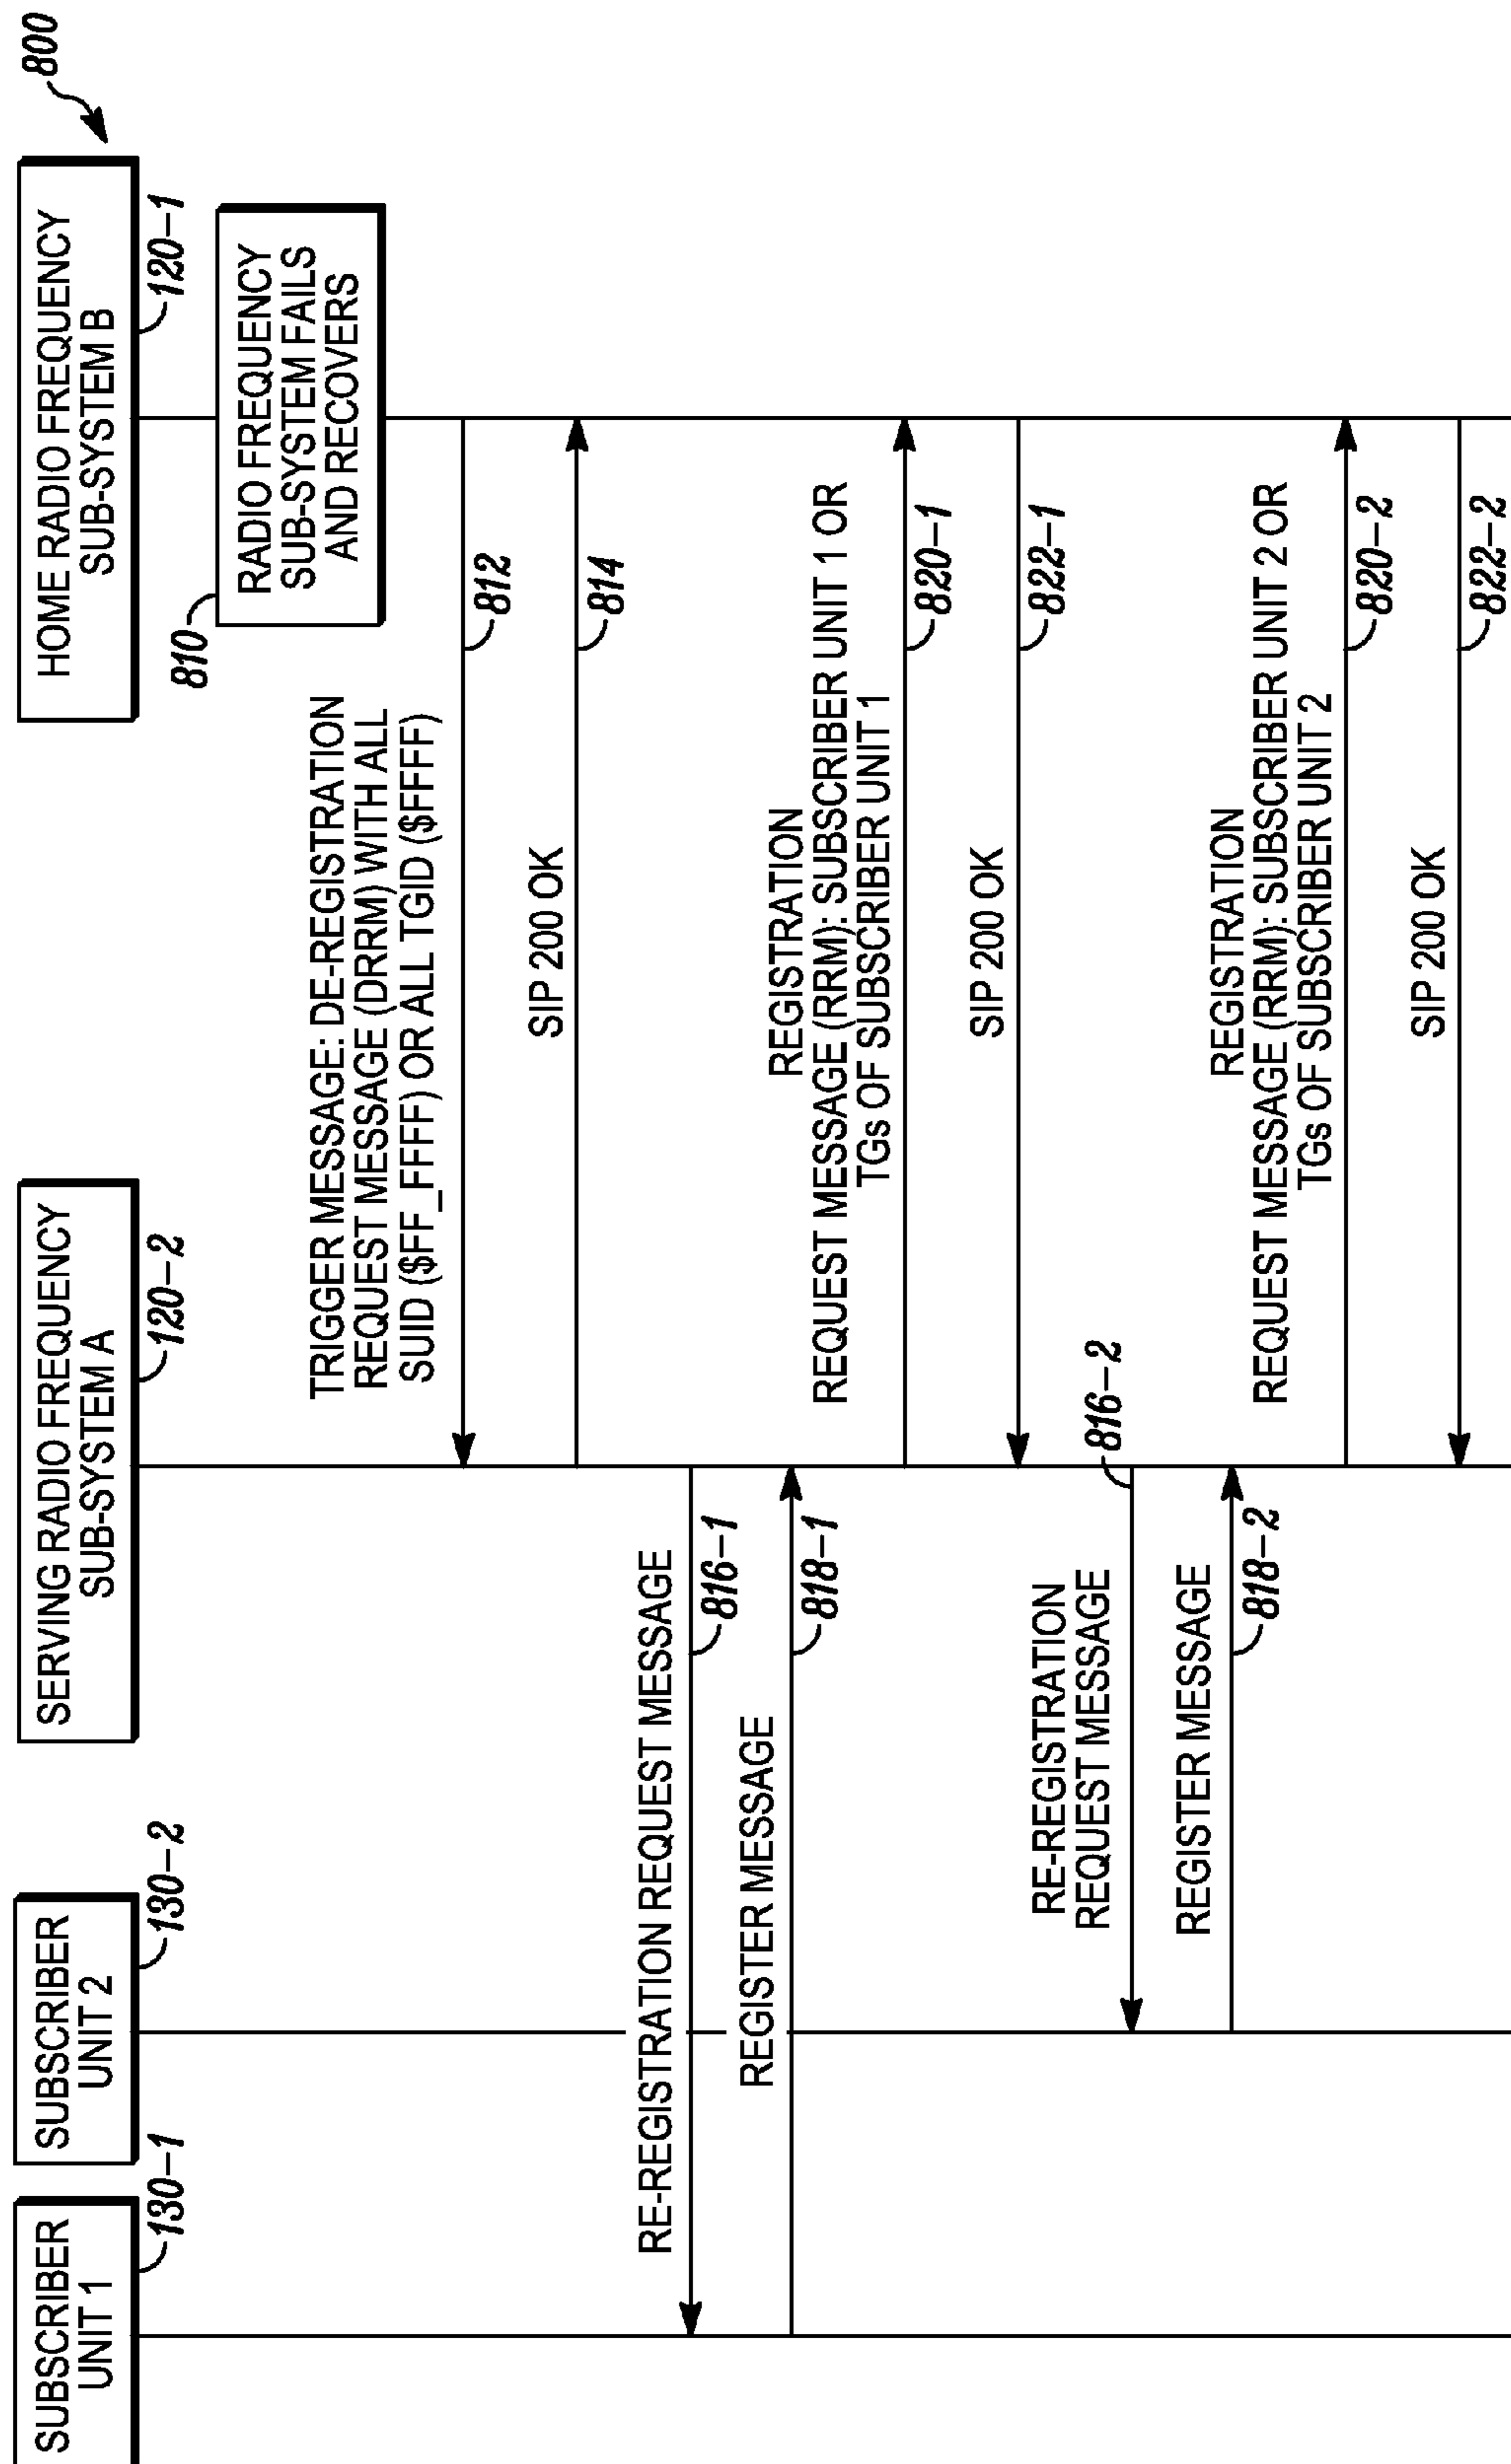 800
SUBSCRIBER
UNIT 1
130-1
SUBSCRIBER
UNIT 2
130-2
SERVING RADIO FREQUENCY
SUB-SYSTEM A
120-2
HOME RADIO FREQUENCY
SUB-SYSTEM B
120-1
810
RADIO FREQUENCY
SUB-SYSTEM FAILS
AND RECOVERS
TRIGGER MESSAGE: DE-REGISTRATION
REQUEST MESSAGE (DRRM) WITH ALL
SUID ($FF_FFFF) OR ALL TGID ($FFFF)
812
SIP 200 OK
814
RE-REGISTRATION REQUEST MESSAGE
816-1
REGISTER MESSAGE
818-1
REGISTRATION
REQUEST MESSAGE (RRM): SUBSCRIBER UNIT 1 OR
TGs OF SUBSCRIBER UNIT 1
820-1
SIP 200 OK
822-1
RE-REGISTRATION
REQUEST MESSAGE
816-2
REGISTER MESSAGE
818-2
REGISTRATION
REQUEST MESSAGE (RRM): SUBSCRIBER UNIT 2 OR
TGs OF SUBSCRIBER UNIT 2
820-2
SIP 200 OK
822-2